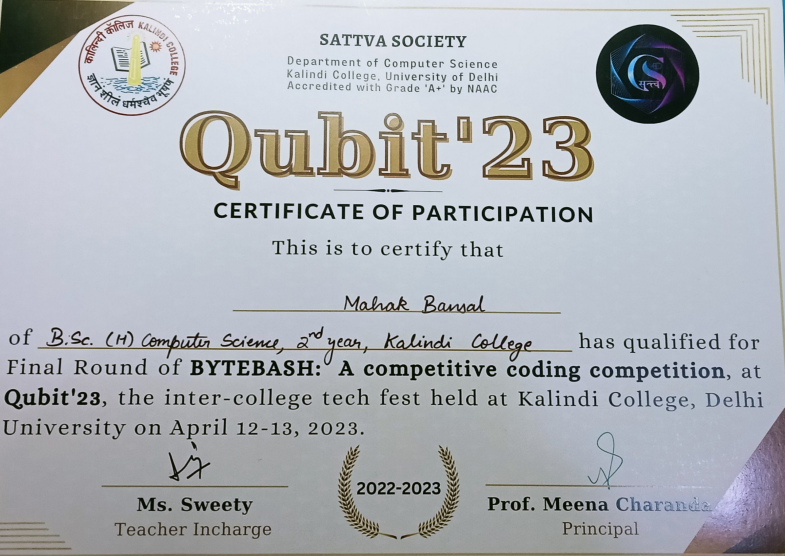 कालिन्दी कॉलिज KALINDI COLLEGE
ज्ञानं शीलं धर्मश्चैव भूषणम्
SATTVA SOCIETY
Department of Computer Science
Kalindi College, University of Delhi
Accredited with Grade 'A+' by NAAC
Qubit'23
CERTIFICATE OF PARTICIPATION
This is to certify that
Mahak Bansal
of B.Sc. (H) Computer Science, 2nd year, Kalindi College has qualified for
Final Round of BYTEBASH: A competitive coding competition, at
Qubit'23, the inter-college tech fest held at Kalindi College, Delhi
University on April 12-13, 2023.
2022-2023
Ms. Sweety
Teacher Incharge
Prof. Meena Charanda
Principal